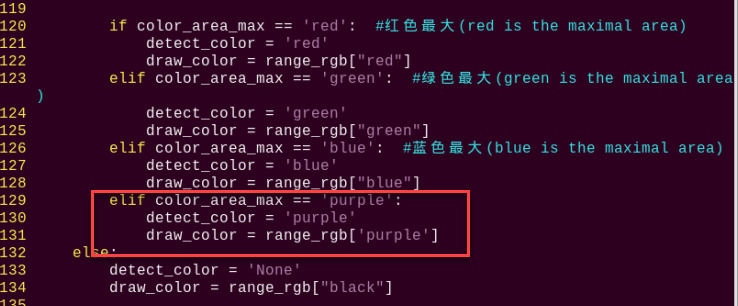 119
120         if color_area_max == 'red':  #红色最大(red is the maximal area)
121             detect_color = 'red'
122             draw_color = range_rgb["red"]
123         elif color_area_max == 'green':  #绿色最大(green is the maximal area
)
124             detect_color = 'green'
125             draw_color = range_rgb["green"]
126         elif color_area_max == 'blue':  #蓝色最大(blue is the maximal area)
127             detect_color = 'blue'
128             draw_color = range_rgb["blue"]
129         elif color_area_max == 'purple':
130             detect_color = 'purple'
131             draw_color = range_rgb['purple']
132     else:
133         detect_color = 'None'
134         draw_color = range_rgb["black"]
135